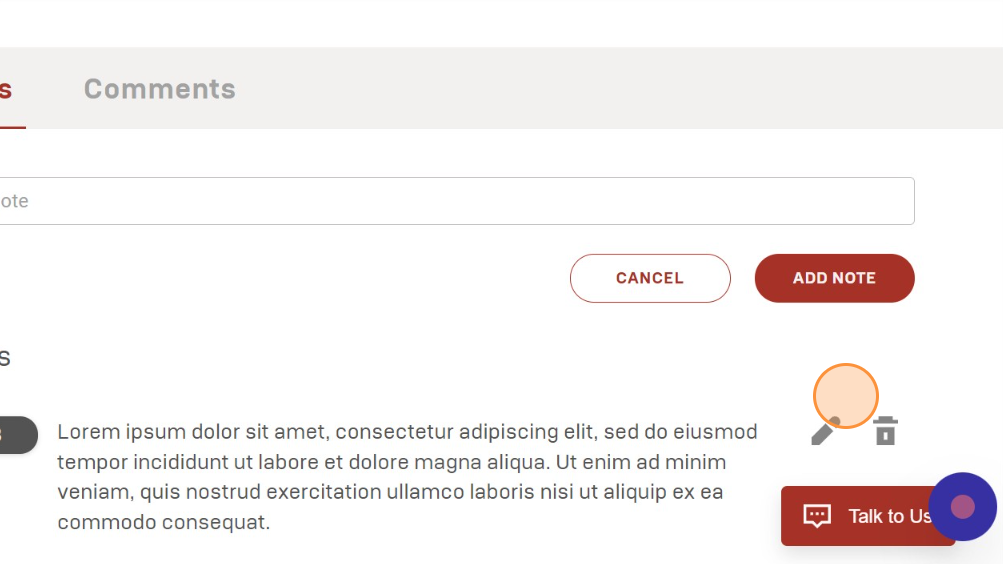 s
Comments
ote
CANCEL
ADD NOTE
s
Lorem ipsum dolor sit amet, consectetur adipiscing elit, sed do eiusmod
tempor incididunt ut labore et dolore magna aliqua. Ut enim ad minim
veniam, quis nostrud exercitation ullamco laboris nisi ut aliquip ex ea
commodo consequat.
Talk to Us